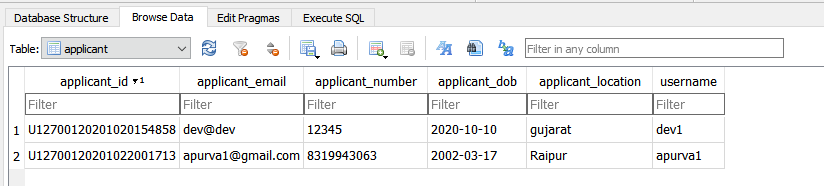 Database Structure Browse Data Edit Pragmas Execute SQL
Table: applicant Filter in any column
applicant_id 1 applicant_email applicant_number applicant_dob applicant_location username
Filter Filter Filter Filter Filter Filter
1 U12700120201020154858 dev@dev 12345 2020-10-10 gujarat dev1
2 U12700120201022001713 apurva1@gmail.com 8319943063 2002-03-17 Raipur apurva1